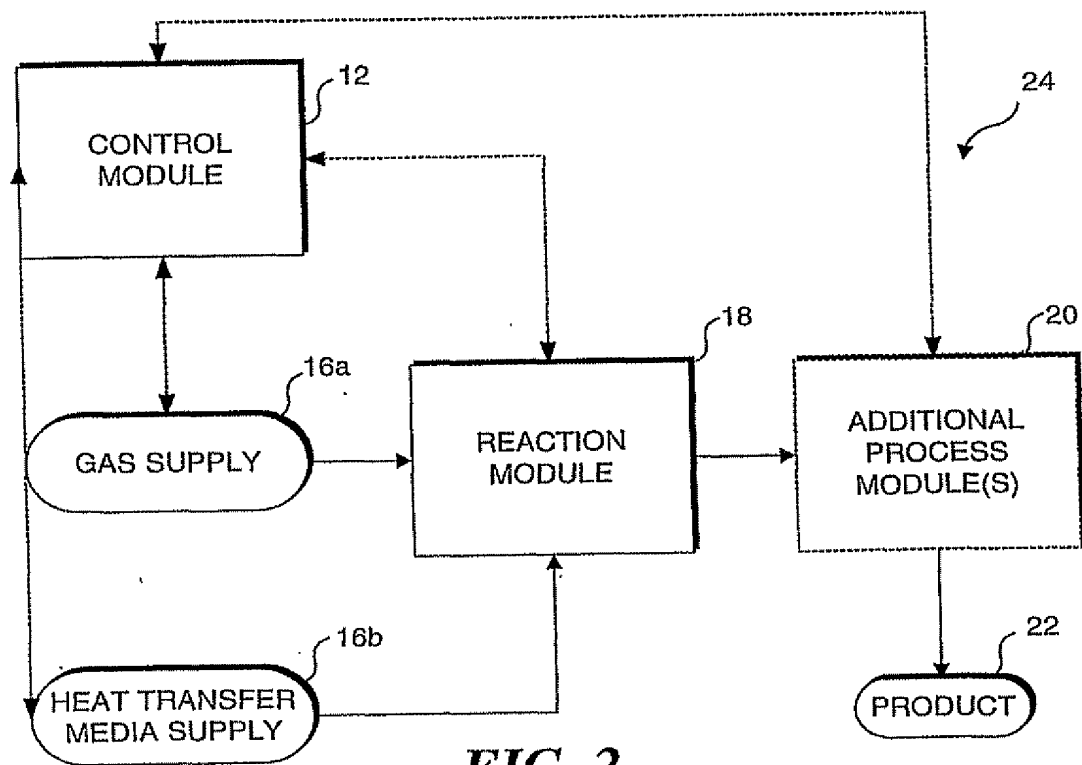 12
24
CONTROL
MODULE
18
20
16a
GAS SUPPLY
REACTION
MODULE
ADDITIONAL
PROCESS
MODULE(S)
16b
22
HEAT TRANSFER
MEDIA SUPPLY
PRODUCT